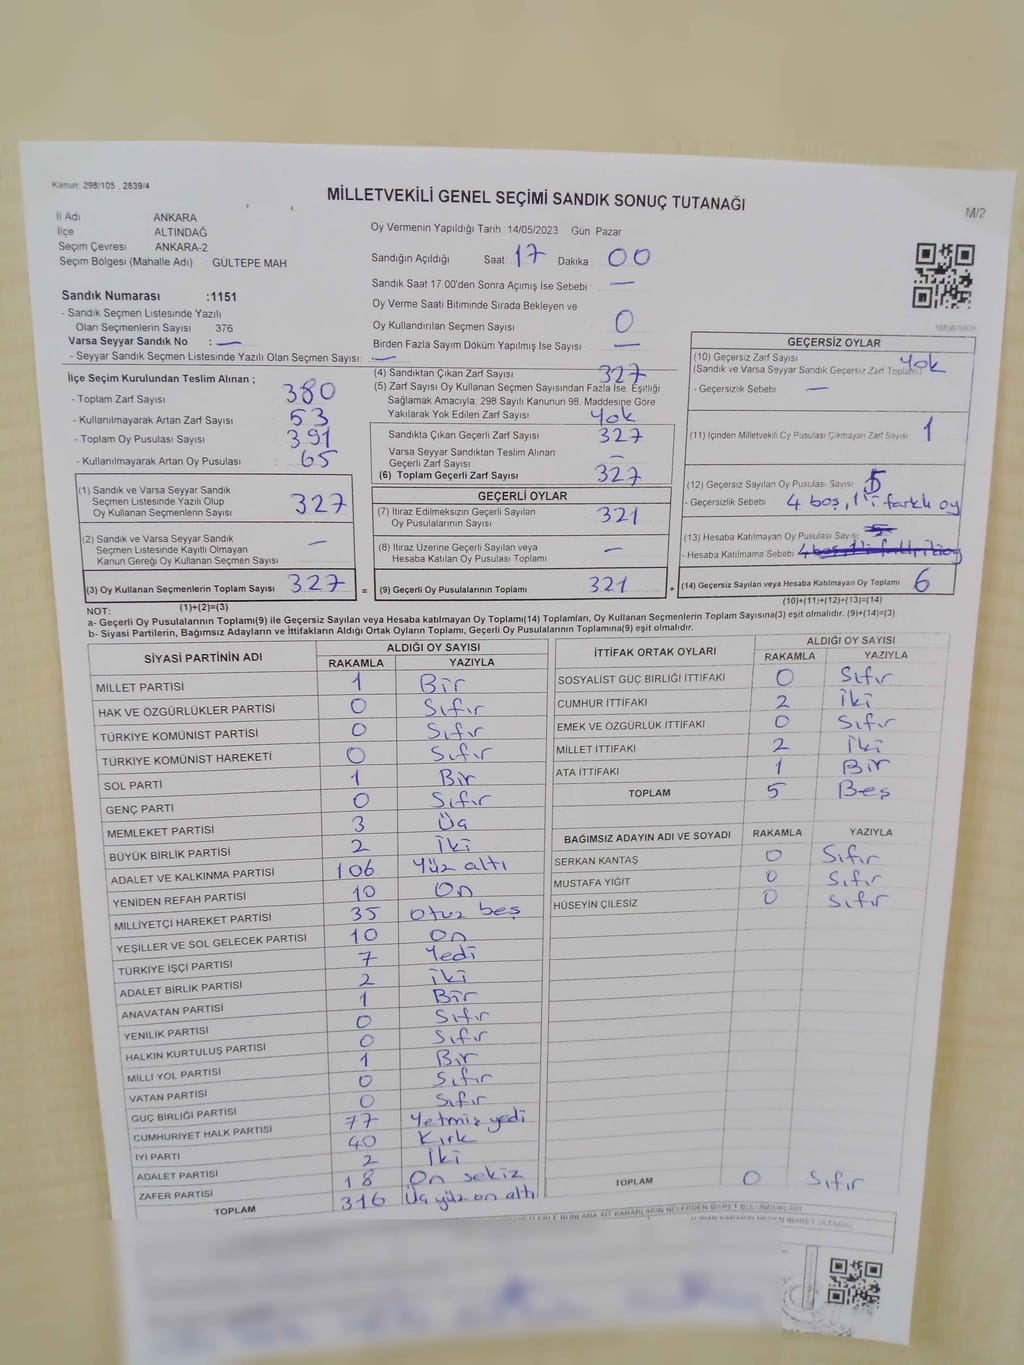 Kanun: 298/105 . 2839/4
MİLLETVEKİLİ GENEL SEÇİMİ SANDIK SONUÇ TUTANAĞI
M/2
İl Adı ANKARA
İlçe ALTINDAĞ
Seçim Çevresi ANKARA-2
Seçim Bölgesi (Mahalle Adı) GÜLTEPE MAH
Sandık Numarası :1151
- Sandık Seçmen Listesinde Yazılı
Olan Seçmenlerin Sayısı : 376
Varsa Seyyar Sandık No : —
- Seyyar Sandık Seçmen Listesinde Yazılı Olan Seçmen Sayısı: —
Oy Vermenin Yapıldığı Tarih 14/05/2023 Gün Pazar
Sandığın Açıldığı Saat 17 Dakika 00
Sandık Saat 17 00'den Sonra Açımış İse Sebebi —
Oy Verme Saati Bitiminde Sırada Bekleyen ve
Oy Kullandırılan Seçmen Sayısı 0
Birden Fazla Sayım Döküm Yapılmış İse Sayısı —
İlçe Seçim Kurulundan Teslim Alınan ;
- Toplam Zarf Sayısı : 380
- Kullanılmayarak Artan Zarf Sayısı : 53
- Toplam Oy Pusulası Sayısı : 391
- Kullanılmayarak Artan Oy Pusulası : 65
(4) Sandıktan Çıkan Zarf Sayısı 327
(5) Zarf Sayısı Oy Kullanan Seçmen Sayısından Fazla İse, Eşitliği
Sağlamak Amacıyla; 298 Sayılı Kanunun 98. Maddesine Göre
Yakılarak Yok Edilen Zarf Sayısı yok
Sandıkta Çıkan Geçerli Zarf Sayısı 327
Varsa Seyyar Sandıktan Teslim Alınan
Geçerli Zarf Sayısı —
(6) Toplam Geçerli Zarf Sayısı 327
GEÇERSİZ OYLAR
(10) Geçersiz Zarf Sayısı yok
(Sandık ve Varsa Seyyar Sandık Geçersiz Zarf Toplamı)
- Geçersizlik Sebebi —
(11) İçinden Milletvekili Oy Pusulası Çıkmayan Zarf Sayısı 1
(12) Geçersiz Sayılan Oy Pusulası Sayısı 5
- Geçersizlik Sebebi 4 boş, 1'i farklı oy
(13) Hesaba Katılmayan Oy Pusulası Sayısı
- Hesaba Katılmama Sebebi
(14) Geçersiz Sayılan veya Hesaba Katılmayan Oy Toplamı 6
(10)+(11)+(12)+(13)=(14)
(1) Sandık ve Varsa Seyyar Sandık
Seçmen Listesinde Yazılı Olup
Oy Kullanan Seçmenlerin Sayısı 327
(2) Sandık ve Varsa Seyyar Sandık
Seçmen Listesinde Kayıtlı Olmayan
Kanun Gereği Oy Kullanan Seçmen Sayısı —
(3) Oy Kullanan Seçmenlerin Toplam Sayısı 327 =
(1)+(2)=(3)
GEÇERLİ OYLAR
(7) İtiraz Edilmeksizin Geçerli Sayılan
Oy Pusulalarının Sayısı 321
(8) İtiraz Üzerine Geçerli Sayılan veya
Hesaba Katılan Oy Pusulası Toplamı —
(9) Geçerli Oy Pusulalarının Toplamı 321 +
NOT:
a- Geçerli Oy Pusulalarının Toplamı(9) ile Geçersiz Sayılan veya Hesaba katılmayan Oy Toplamı(14) Toplamları, Oy Kullanan Seçmenlerin Toplam Sayısına(3) eşit olmalıdır. (9)+(14)=(3)
b- Siyasi Partilerin, Bağımsız Adayların ve İttifakların Aldığı Ortak Oyların Toplamı, Geçerli Oy Pusulalarının Toplamına(9) eşit olmalıdır.
SİYASİ PARTİNİN ADI ALDIĞI OY SAYISI
RAKAMLA YAZIYLA
MİLLET PARTİSİ 1 Bir
HAK VE ÖZGÜRLÜKLER PARTİSİ 0 Sıfır
TÜRKİYE KOMÜNİST PARTİSİ 0 Sıfır
TÜRKİYE KOMÜNİST HAREKETİ 0 Sıfır
SOL PARTİ 1 Bir
GENÇ PARTİ 0 Sıfır
MEMLEKET PARTİSİ 3 Üç
BÜYÜK BİRLİK PARTİSİ 2 İki
ADALET VE KALKINMA PARTİSİ 106 Yüz altı
YENİDEN REFAH PARTİSİ 10 On
MİLLİYETÇİ HAREKET PARTİSİ 35 Otuz beş
YEŞİLLER VE SOL GELECEK PARTİSİ 10 On
TÜRKİYE İŞÇİ PARTİSİ 7 Yedi
ADALET BİRLİK PARTİSİ 2 İki
ANAVATAN PARTİSİ 1 Bir
YENİLİK PARTİSİ 0 Sıfır
HALKIN KURTULUŞ PARTİSİ 0 Sıfır
MİLLİ YOL PARTİSİ 1 Bir
VATAN PARTİSİ 0 Sıfır
GÜÇ BİRLİĞİ PARTİSİ 0 Sıfır
CUMHURİYET HALK PARTİSİ 77 Yetmiş yedi
İYİ PARTİ 40 Kırk
ADALET PARTİSİ 2 İki
ZAFER PARTİSİ 18 On sekiz
TOPLAM 316 Üç yüz on altı
İTTİFAK ORTAK OYLARI ALDIĞI OY SAYISI
RAKAMLA YAZIYLA
SOSYALİST GÜÇ BİRLİĞİ İTTİFAKI 0 Sıfır
CUMHUR İTTİFAKI 2 İki
EMEK VE ÖZGÜRLÜK İTTİFAKI 0 Sıfır
MİLLET İTTİFAKI 2 İki
ATA İTTİFAKI 1 Bir
TOPLAM 5 Beş
BAĞIMSIZ ADAYIN ADI VE SOYADI RAKAMLA YAZIYLA
SERKAN KANTAŞ 0 Sıfır
MUSTAFA YİĞİT 0 Sıfır
HÜSEYİN ÇİLESİZ 0 Sıfır
TOPLAM 0 Sıfır